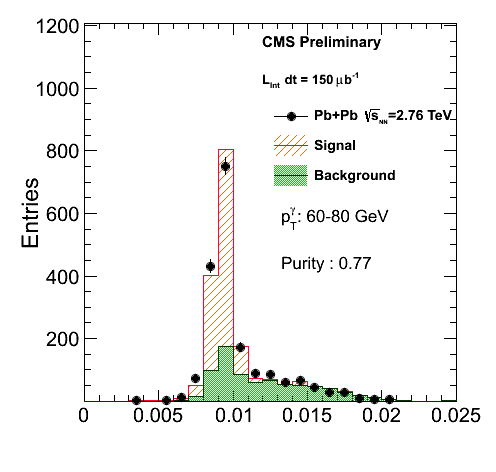 1200
1000
800
600
400
200
Entries
CMS Preliminary
L_Int dt = 150 μb⁻¹
Pb+Pb √s_NN=2.76 TeV
Signal
Background
p_T^γ: 60-80 GeV
Purity : 0.77
0 0.005 0.01 0.015 0.02 0.025